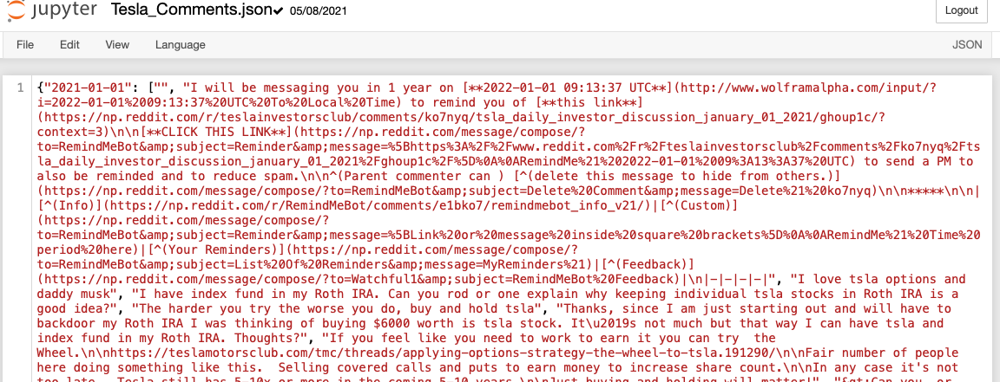 jupyter Tesla_Comments.json✔ 05/08/2021 Logout
File Edit View Language JSON
1 {"2021-01-01": ["", "I will be messaging you in 1 year on [**2022-01-01 09:13:37 UTC**](http://www.wolframalpha.com/input/?
i=2022-01-01%2009:13:37%20UTC%20To%20Local%20Time) to remind you of [**this link**]
(https://np.reddit.com/r/teslainvestorsclub/comments/ko7nyq/tsla_daily_investor_discussion_january_01_2021/ghoup1c/?
context=3)\n\n[**CLICK THIS LINK**](https://np.reddit.com/message/compose/?
to=RemindMeBot&amp;subject=Reminder&amp;message=%5Bhttps%3A%2F%2Fwww.reddit.com%2Fr%2Fteslainvestorsclub%2Fcomments%2Fko7nyq%2Fts
la_daily_investor_discussion_january_01_2021%2Fghoup1c%2F%5D%0A%0ARemindMe%21%202022-01-01%2009%3A13%3A37%20UTC) to send a PM to
also be reminded and to reduce spam.\n\n^(Parent commenter can ) [^(delete this message to hide from others.)]
(https://np.reddit.com/message/compose/?to=RemindMeBot&amp;subject=Delete%20Comment&amp;message=Delete%21%20ko7nyq)\n\n*****\n\n|
[^(Info)](https://np.reddit.com/r/RemindMeBot/comments/e1bko7/remindmebot_info_v21/)|[^(Custom)]
(https://np.reddit.com/message/compose/?
to=RemindMeBot&amp;subject=Reminder&amp;message=%5BLink%20or%20message%20inside%20square%20brackets%5D%0A%0ARemindMe%21%20Time%20
period%20here)|[^(Your Reminders)](https://np.reddit.com/message/compose/?
to=RemindMeBot&amp;subject=List%20Of%20Reminders&amp;message=MyReminders%21)|[^(Feedback)]
(https://np.reddit.com/message/compose/?to=Watchful1&amp;subject=RemindMeBot%20Feedback)|\n|-|-|-|-|", "I love tsla options and
daddy musk", "I have index fund in my Roth IRA. Can you rod or one explain why keeping individual tsla stocks in Roth IRA is a
good idea?", "The harder you try the worse you do, buy and hold tsla", "Thanks, since I am just starting out and will have to
backdoor my Roth IRA I was thinking of buying $6000 worth is tsla stock. It\u2019s not much but that way I can have tsla and
index fund in my Roth IRA. Thoughts?", "If you feel like you need to work to earn it you can try  the
Wheel.\n\nhttps://teslamotorsclub.com/tmc/threads/applying-options-strategy-the-wheel-to-tsla.191290/\n\nFair number of people
here doing something like this.  Selling covered calls and puts to earn money to increase share count.\n\nIn any case it's not
too late.  Tesla still has 5-10x or more in the coming 5-10 years.\n\nJust buying and holding will matter!", "&gt;Can you, or